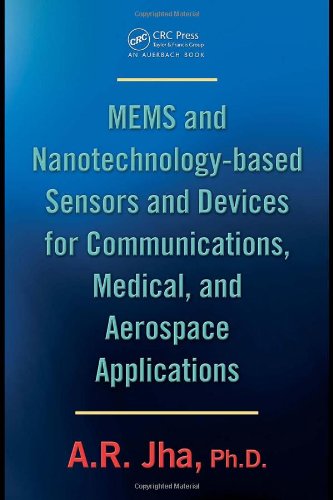 CRC
CRC Press
Taylor & Francis Group
AN AUERBACH BOOK
MEMS and
Nanotechnology-based
Sensors and Devices
for Communications,
Medical, and
Aerospace
Applications
A.R. Jha, Ph.D.